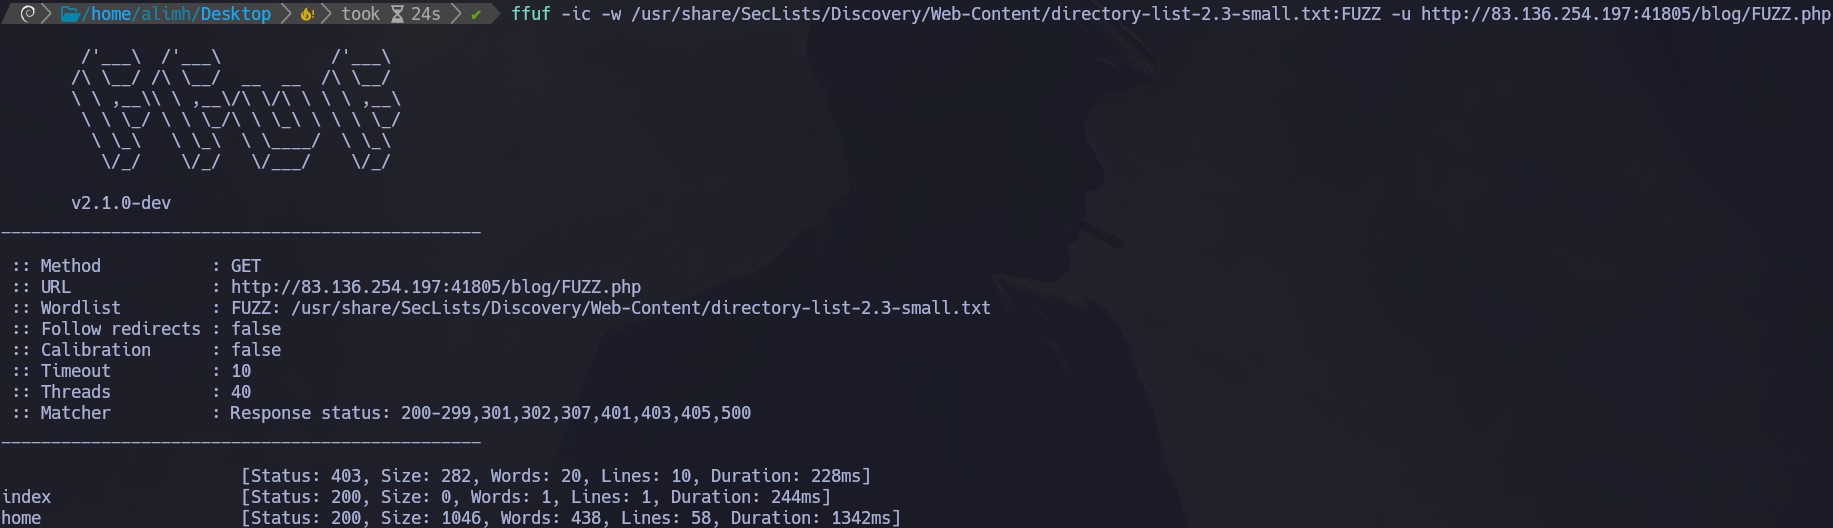 /home/alimh/Desktop took 24s ✔ ffuf -ic -w /usr/share/SecLists/Discovery/Web-Content/directory-list-2.3-small.txt:FUZZ -u http://83.136.254.197:41805/blog/FUZZ.php
        /'___\  /'___\           /'___\
       /\ \__/ /\ \__/  __  __  /\ \__/
       \ \ ,__\\ \ ,__\/\ \/\ \ \ \ ,__\
        \ \ \_/ \ \ \_/\ \ \_\ \ \ \ \_/
         \ \_\   \ \_\  \ \____/  \ \_\
          \/_/    \/_/   \/___/    \/_/
v2.1.0-dev
________________________________________________
:: Method : GET
:: URL : http://83.136.254.197:41805/blog/FUZZ.php
:: Wordlist : FUZZ: /usr/share/SecLists/Discovery/Web-Content/directory-list-2.3-small.txt
:: Follow redirects : false
:: Calibration : false
:: Timeout : 10
:: Threads : 40
:: Matcher : Response status: 200-299,301,302,307,401,403,405,500
________________________________________________
[Status: 403, Size: 282, Words: 20, Lines: 10, Duration: 228ms]
index [Status: 200, Size: 0, Words: 1, Lines: 1, Duration: 244ms]
home [Status: 200, Size: 1046, Words: 438, Lines: 58, Duration: 1342ms]